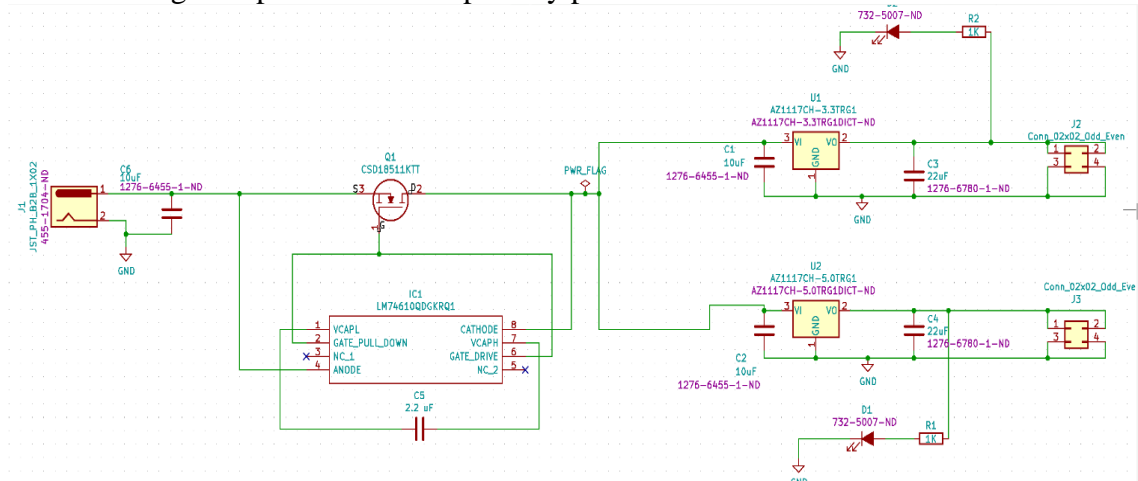 732-5007-ND
R2
1K
GND
U1
AZ1117CH-3.3TRG1
AZ1117CH-3.3TRG1DICT-ND
3 VI VO 2
GND
1
C1
10uF
1276-6455-1-ND
C3
22uF
1276-6780-1-ND
GND
J2
Conn_02x02_Odd_Even
1 2
3 4
J1
JST_PH_B2B_1X02
455-1704-ND
1
2
C6
10uF
1276-6455-1-ND
GND
Q1
CSD18511KTT
S 3 D 2
1 G
PWR_FLAG
IC1
LM74610QDGKRQ1
1 VCAPL CATHODE 8
2 GATE_PULL_DOWN VCAPH 7
3 NC_1 GATE_DRIVE 6
4 ANODE NC_2 5
C5
2.2 uF
U2
AZ1117CH-5.0TRG1
AZ1117CH-5.0TRG1DICT-ND
3 VI VO 2
GND
1
C2
10uF
1276-6455-1-ND
C4
22uF
1276-6780-1-ND
GND
Conn_02x02_Odd_Eve
J3
1 2
3 4
D1
732-5007-ND
R1
1K